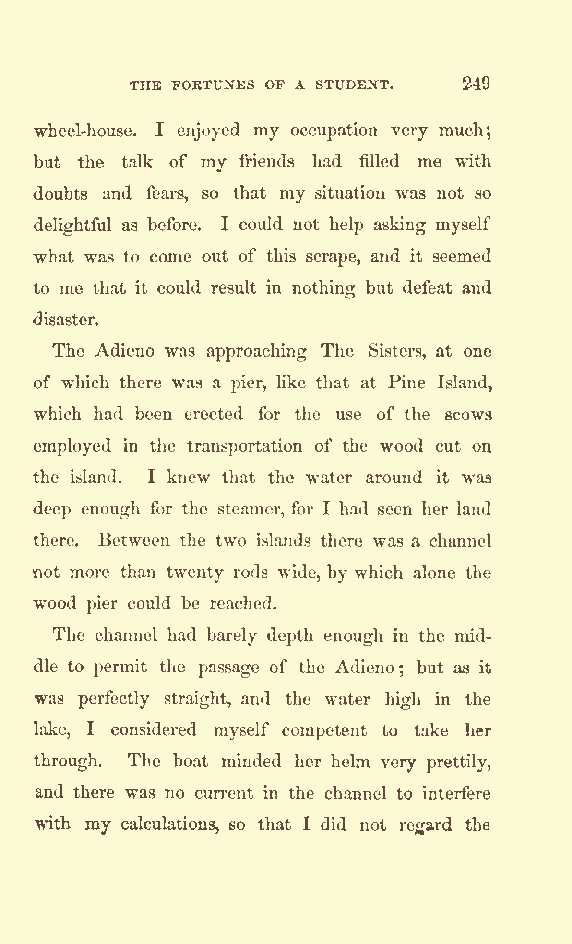 THE FORTUNES OF A STUDENT. 249
wheel-house. I enjoyed my occupation very much;
but the talk of my friends had filled me with
doubts and fears, so that my situation was not so
delightful as before. I could not help asking myself
what was to come out of this scrape, and it seemed
to me that it could result in nothing but defeat and
disaster.
The Adieno was approaching The Sisters, at one
of which there was a pier, like that at Pine Island,
which had been erected for the use of the scows
employed in the transportation of the wood cut on
the island. I knew that the water around it was
deep enough for the steamer, for I had seen her land
there. Between the two islands there was a channel
not more than twenty rods wide, by which alone the
wood pier could be reached.
The channel had barely depth enough in the mid-
dle to permit the passage of the Adieno; but as it
was perfectly straight, and the water high in the
lake, I considered myself competent to take her
through. The boat minded her helm very prettily,
and there was no current in the channel to interfere
with my calculations, so that I did not regard the